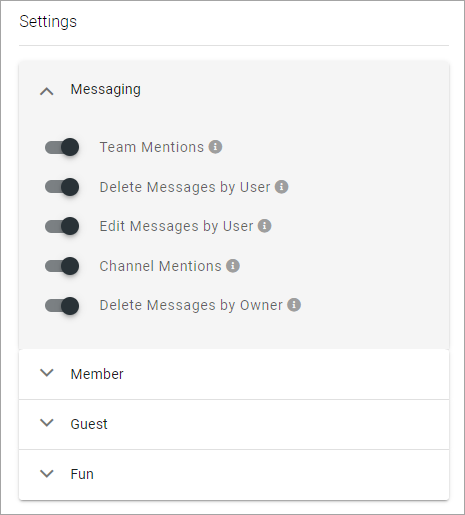 Settings
Messaging
Team Mentions
Delete Messages by User
Edit Messages by User
Channel Mentions
Delete Messages by Owner
Member
Guest
Fun